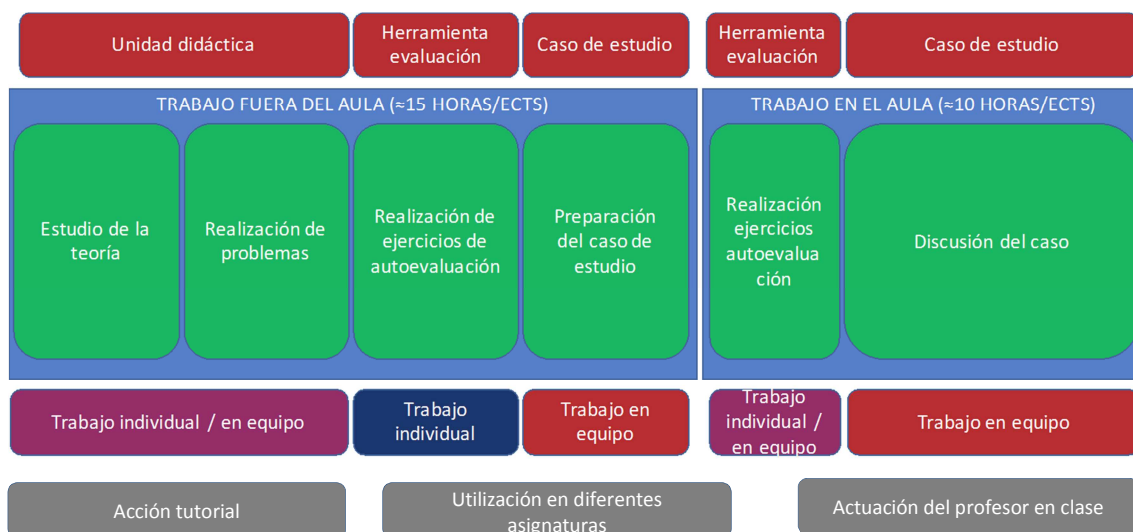 Unidad didáctica
Herramienta
evaluación
Caso de estudio
Herramienta
evaluación
Caso de estudio
TRABAJO FUERA DEL AULA (≈15 HORAS/ECTS)
TRABAJO EN EL AULA (≈10 HORAS/ECTS)
Estudio de la
teoría
Realización de
problemas
Realización de
ejercicios de
autoevaluación
Preparación
del caso de
estudio
Realización
ejercicios
autoevalua
ción
Discusión del caso
Trabajo individual / en equipo
Trabajo
individual
Trabajo en
equipo
Trabajo
individual /
en equipo
Trabajo en equipo
Acción tutorial
Utilización en diferentes
asignaturas
Actuación del profesor en clase